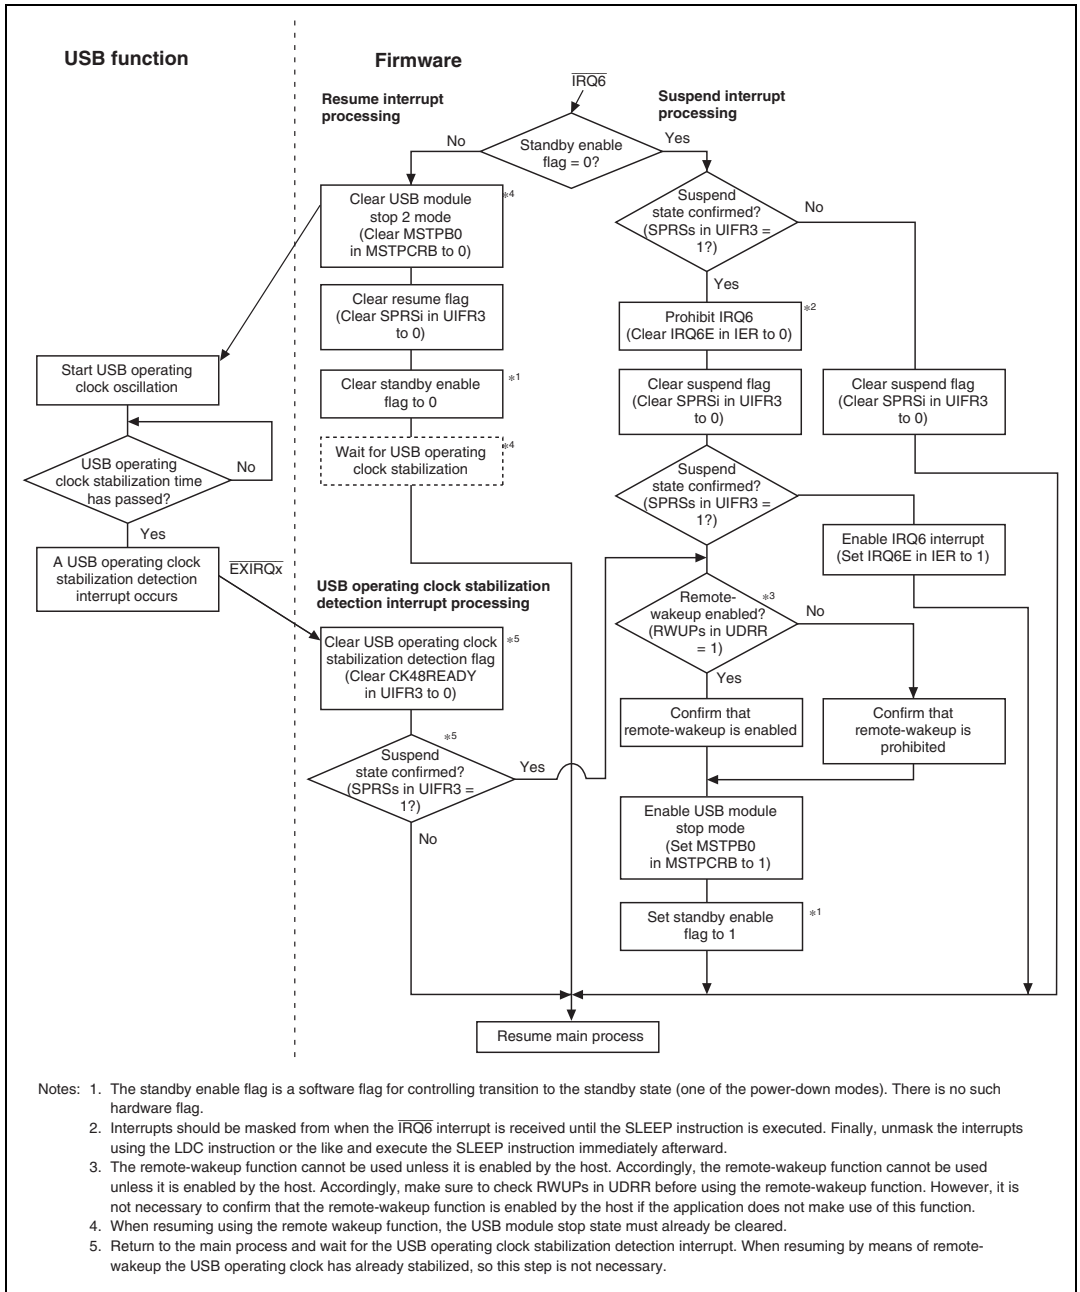 USB function
Firmware
IRQ6
Resume interrupt
processing
Suspend interrupt
processing
No
Standby enable
flag = 0?
Yes
Clear USB module
stop 2 mode
(Clear MSTPB0
in MSTPCRB to 0)
*4
Suspend
state confirmed?
(SPRSs in UIFR3 =
1?)
No
Yes
Clear resume flag
(Clear SPRSi in UIFR3
to 0)
Prohibit IRQ6
(Clear IRQ6E in IER to 0)
*2
Start USB operating
clock oscillation
Clear standby enable
flag to 0
*1
Clear suspend flag
(Clear SPRSi in UIFR3
to 0)
Clear suspend flag
(Clear SPRSi in UIFR3
to 0)
Wait for USB operating
clock stabilization
*4
USB operating
clock stabilization time
has passed?
No
Yes
Suspend
state confirmed?
(SPRSs in UIFR3 =
1?)
Enable IRQ6 interrupt
(Set IRQ6E in IER to 1)
A USB operating clock
stabilization detection
interrupt occurs
EXIRQx
USB operating clock stabilization
detection interrupt processing
Remote-
wakeup enabled?
(RWUPs in UDRR
= 1)
*3
No
Yes
Clear USB operating clock
stabilization detection flag
(Clear CK48READY
in UIFR3 to 0)
*5
Confirm that
remote-wakeup is enabled
Confirm that
remote-wakeup is
prohibited
*5
Suspend
state confirmed?
(SPRSs in UIFR3 =
1?)
Yes
No
Enable USB module
stop mode
(Set MSTPB0
in MSTPCRB to 1)
Set standby enable
flag to 1
*1
Resume main process
Notes: 1. The standby enable flag is a software flag for controlling transition to the standby state (one of the power-down modes). There is no such
hardware flag.
2. Interrupts should be masked from when the IRQ6 interrupt is received until the SLEEP instruction is executed. Finally, unmask the interrupts
using the LDC instruction or the like and execute the SLEEP instruction immediately afterward.
3. The remote-wakeup function cannot be used unless it is enabled by the host. Accordingly, the remote-wakeup function cannot be used
unless it is enabled by the host. Accordingly, make sure to check RWUPs in UDRR before using the remote-wakeup function. However, it is
not necessary to confirm that the remote-wakeup function is enabled by the host if the application does not make use of this function.
4. When resuming using the remote wakeup function, the USB module stop state must already be cleared.
5. Return to the main process and wait for the USB operating clock stabilization detection interrupt. When resuming by means of remote-
wakeup the USB operating clock has already stabilized, so this step is not necessary.